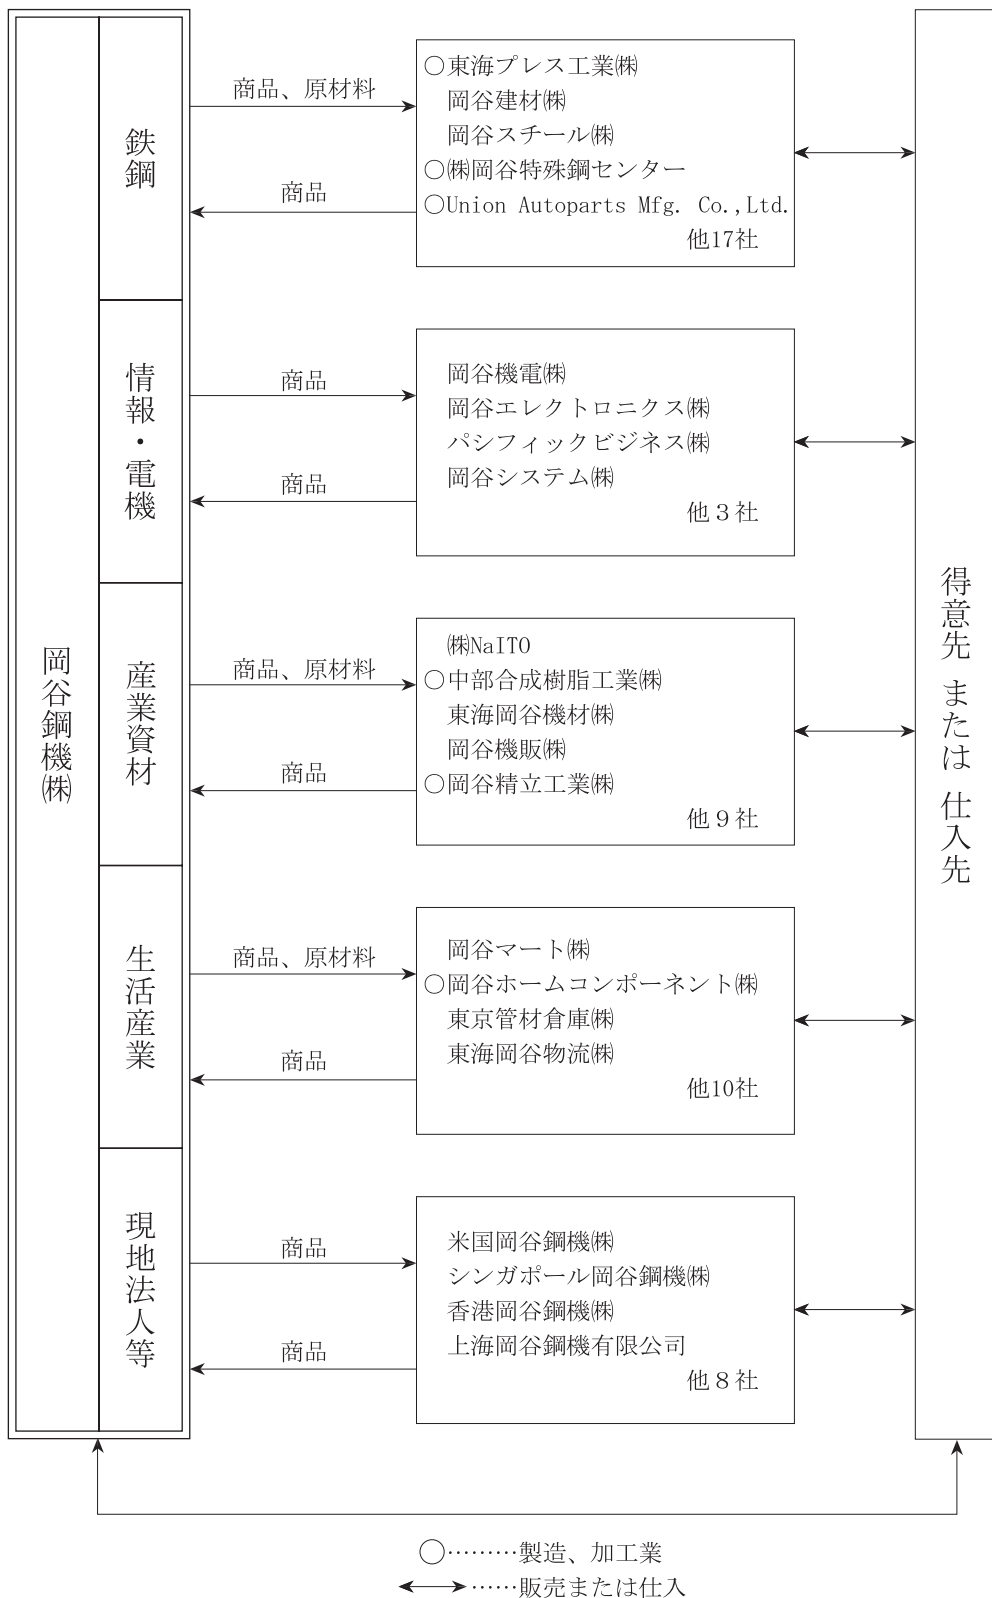 岡谷鋼機㈱
鉄鋼
商品、原材料
商品
○東海プレス工業㈱
岡谷建材㈱
岡谷スチール㈱
○㈱岡谷特殊鋼センター
○Union Autoparts Mfg. Co.,Ltd.
他17社
情報・電機
商品
商品
岡谷機電㈱
岡谷エレクトロニクス㈱
パシフィックビジネス㈱
岡谷システム㈱
他３社
産業資材
商品、原材料
商品
㈱NaITO
○中部合成樹脂工業㈱
東海岡谷機材㈱
岡谷機販㈱
○岡谷精立工業㈱
他９社
生活産業
商品、原材料
商品
岡谷マート㈱
○岡谷ホームコンポーネント㈱
東京管材倉庫㈱
東海岡谷物流㈱
他10社
現地法人等
商品
商品
米国岡谷鋼機㈱
シンガポール岡谷鋼機㈱
香港岡谷鋼機㈱
上海岡谷鋼機有限公司
他８社
得意先 または 仕入先
○………製造、加工業
←→……販売または仕入